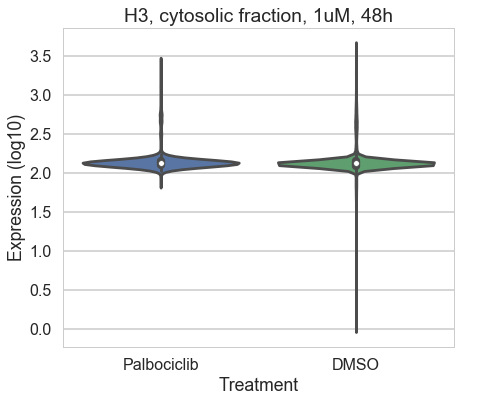 H3, cytosolic fraction, 1uM, 48h
Expression (log10)
3.5
3.0
2.5
2.0
1.5
1.0
0.5
0.0
Palbociclib DMSO
Treatment